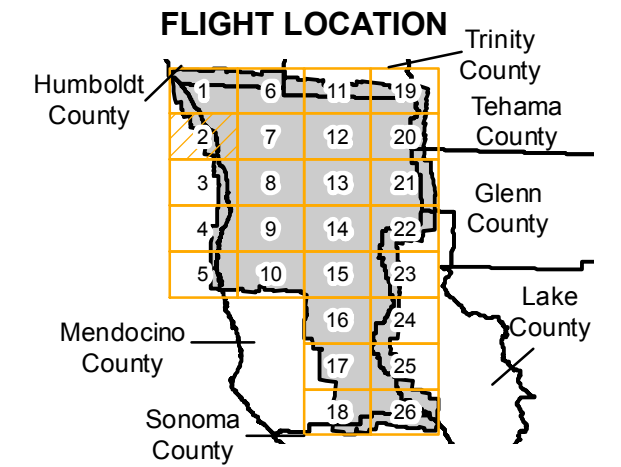 FLIGHT LOCATION
Trinity
County
Humboldt
County
1 6 11 19
Tehama
County
2 7 12 20
3 8 13 21
Glenn
County
4 9 14 22
5 10 15 23
Lake
County
16 24
Mendocino
County
17 25
18 26
Sonoma
County